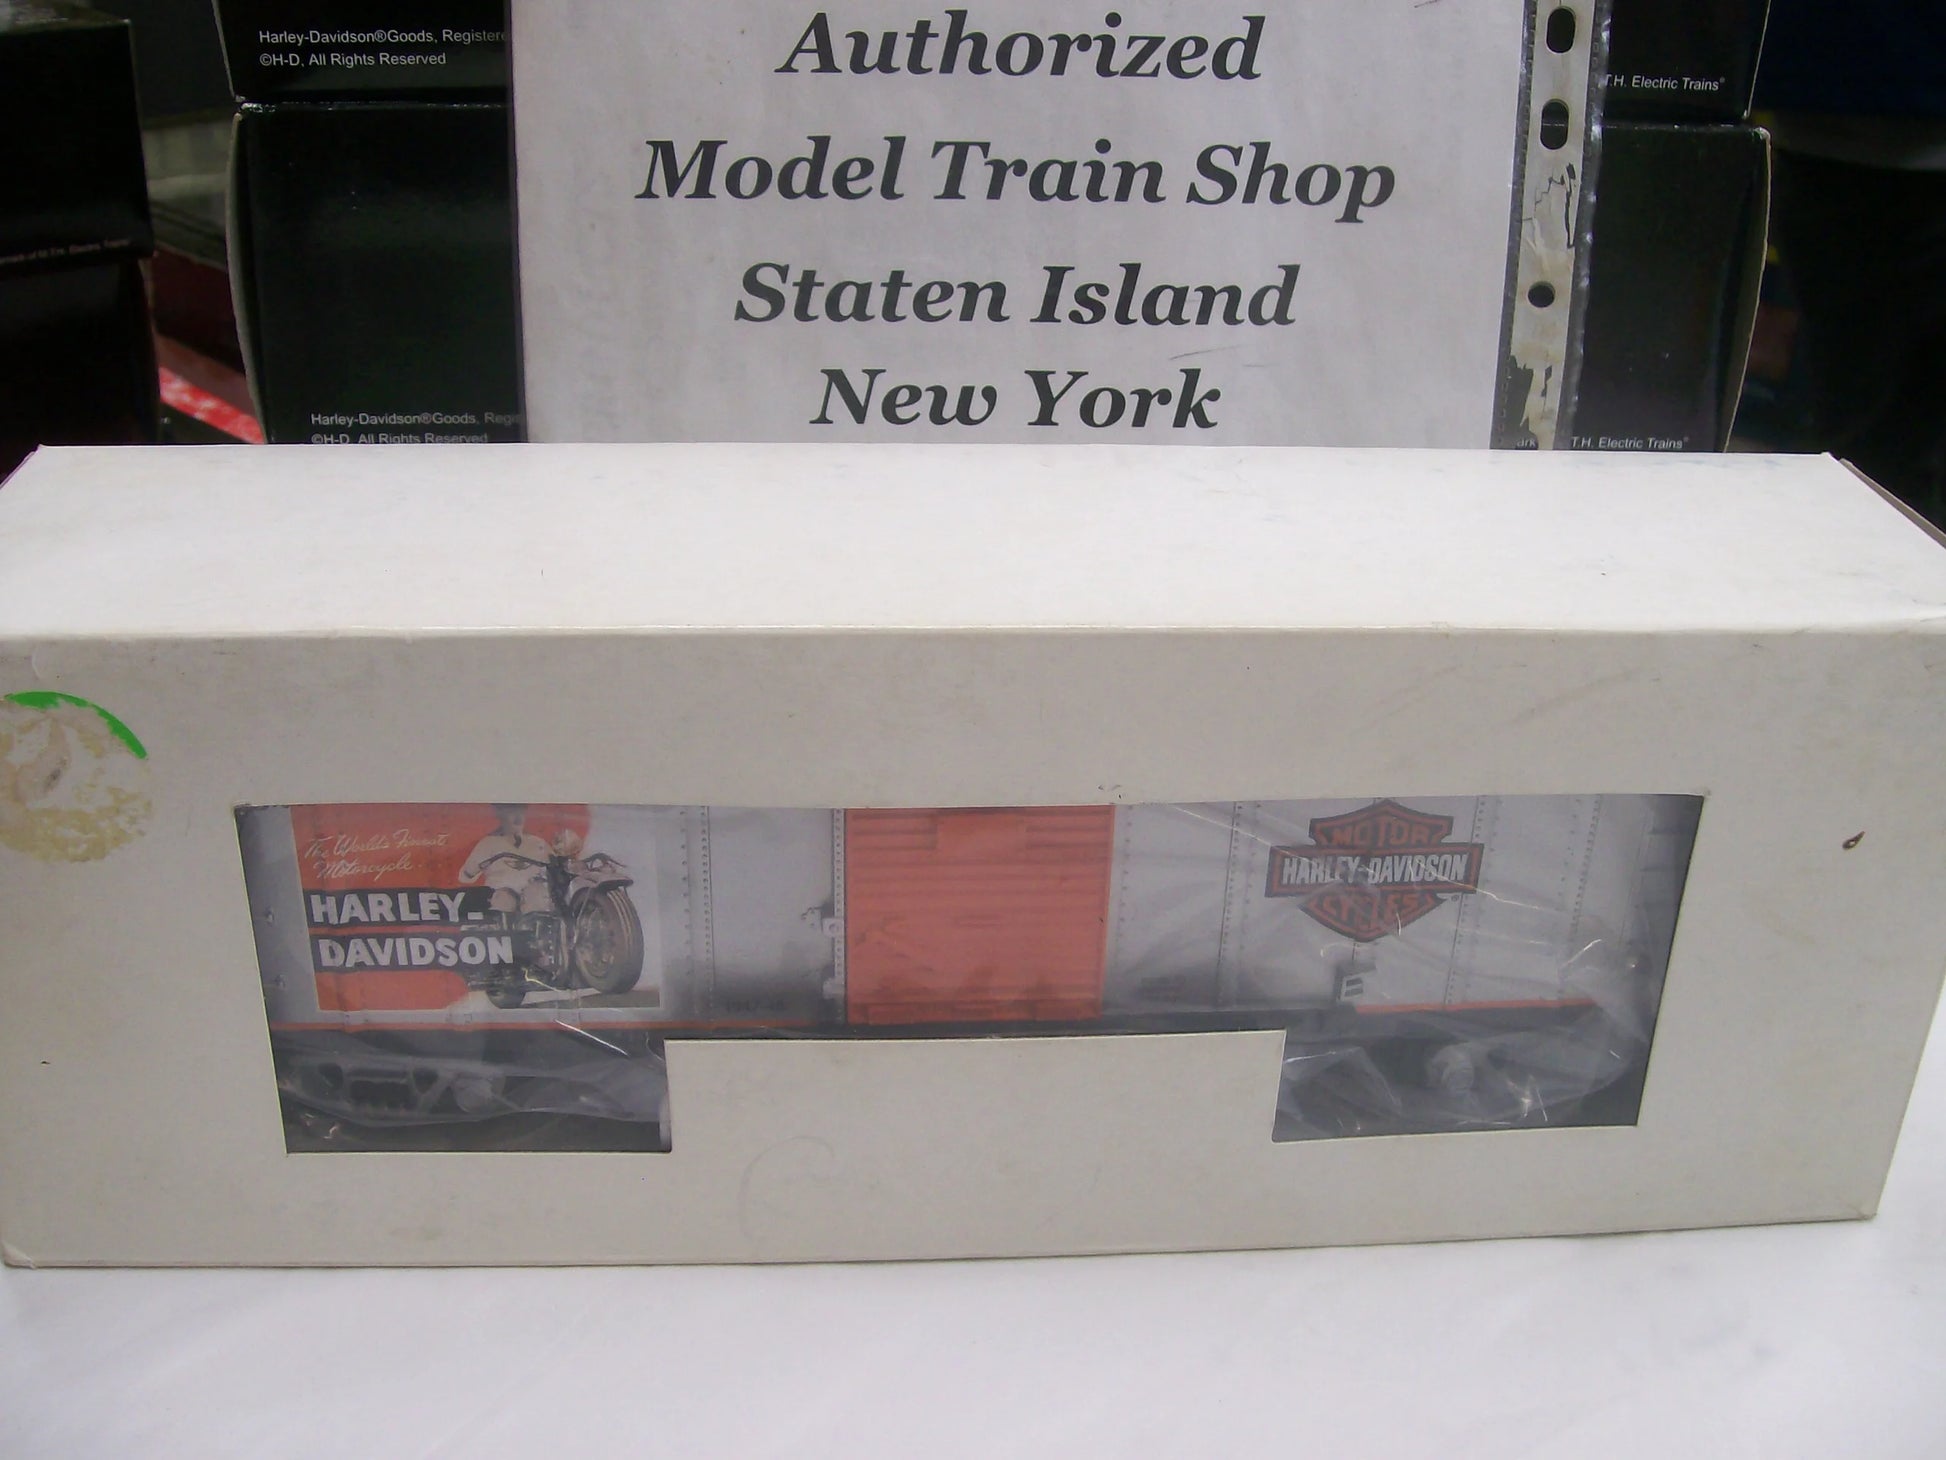 Harley-Davidson®Goods, Registere
©H-D, All Rights Reserved
Authorized
Model Train Shop
Staten Island
New York
T.H. Electric Trains®
Harley-Davidson®Goods, Regis
©H-D, All Rights Reserved
ark
T.H. Electric Trains®
The World's Finest
Motorcycle.
HARLEY-
DAVIDSON
MOTOR
HARLEY-DAVIDSON
CYCLES
®